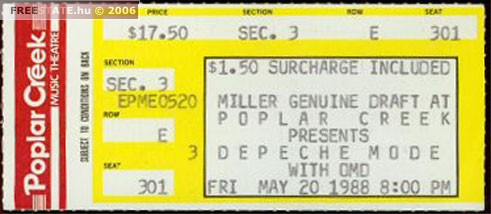 FREESTATE.hu © 2006
Poplar Creek
MUSIC THEATRE
SUBJECT TO CONDITIONS ON BACK
PRICE SECTION ROW SEAT
$17.50 SEC. 3 E 301
SECTION
SEC. 3
EPME0520
ROW
E
3
SEAT
301
$1.50 SURCHARGE INCLUDED
MILLER GENUINE DRAFT AT
POPLAR CREEK
PRESENTS
DEPECHE MODE
WITH OMD
FRI MAY 20 1988 8:00 PM